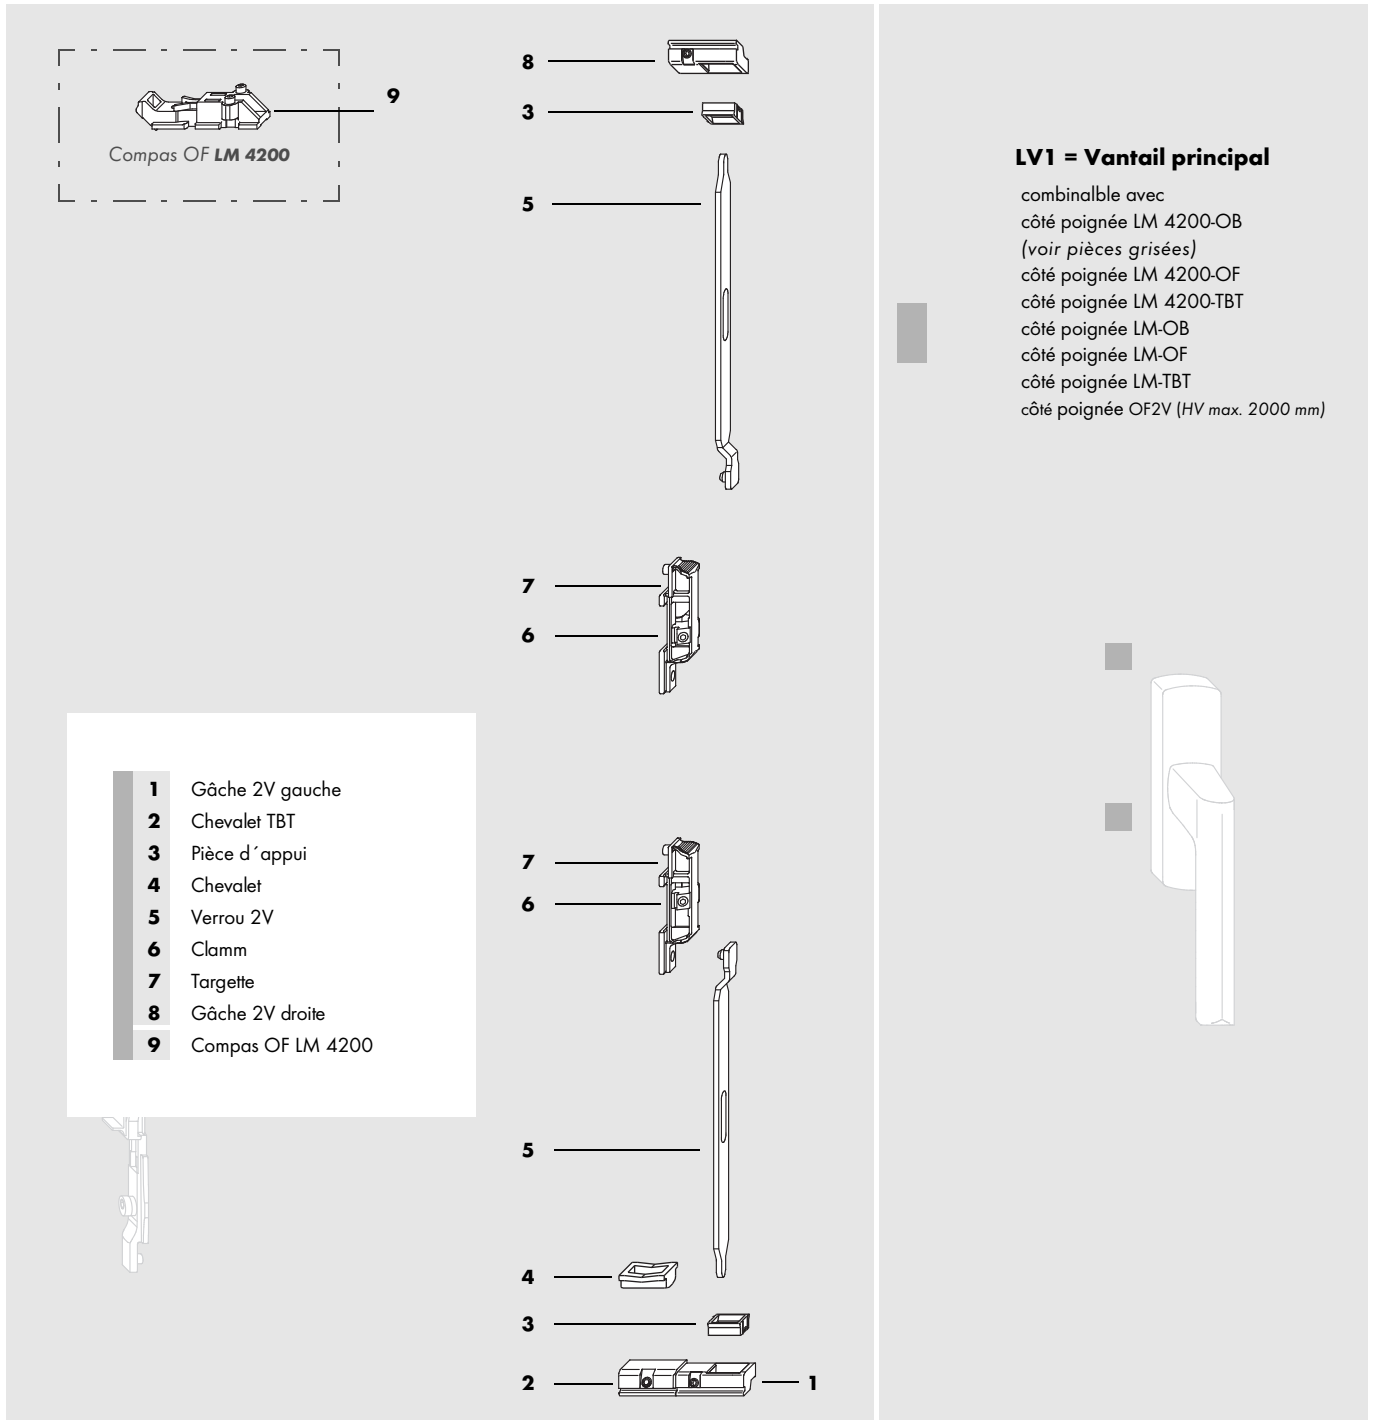 8
9
3
Compas OF LM 4200
5
7
6
7
6
5
4
3
2
1
1 Gâche 2V gauche
2 Chevalet TBT
3 Pièce d´appui
4 Chevalet
5 Verrou 2V
6 Clamm
7 Targette
8 Gâche 2V droite
9 Compas OF LM 4200
LV1 = Vantail principal
combinalble avec
côté poignée LM 4200-OB
(voir pièces grisées)
côté poignée LM 4200-OF
côté poignée LM 4200-TBT
côté poignée LM-OB
côté poignée LM-OF
côté poignée LM-TBT
côté poignée OF2V (HV max. 2000 mm)